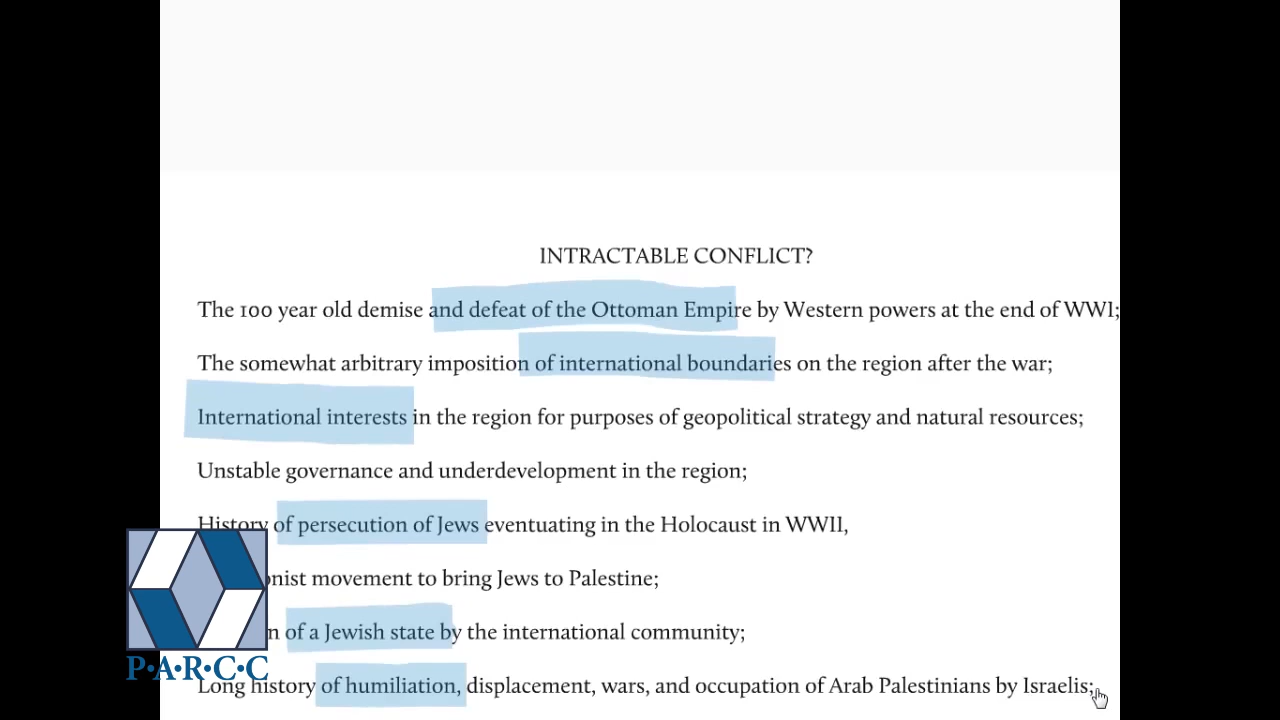 INTRACTABLE CONFLICT?
The 100 year old demise and defeat of the Ottoman Empire by Western powers at the end of WWI;
The somewhat arbitrary imposition of international boundaries on the region after the war;
International interests in the region for purposes of geopolitical strategy and natural resources;
Unstable governance and underdevelopment in the region;
History of persecution of Jews eventuating in the Holocaust in WWII,
movement to bring Jews to Palestine;
of a Jewish state by the international community;
P·A·R·C·C
Long history of humiliation, displacement, wars, and occupation of Arab Palestinians by Israelis;